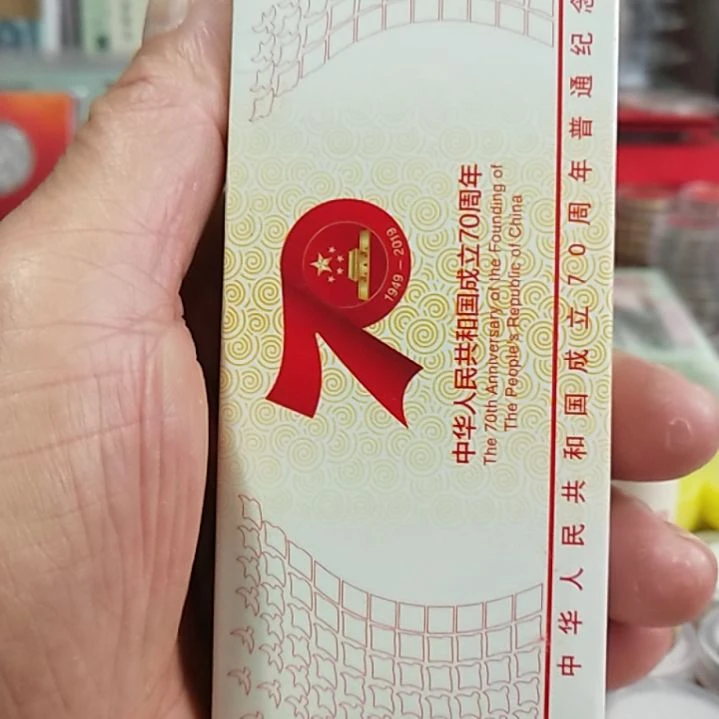 1949 – 2019
中华人民共和国成立70周年
The 70th Anniversary of the Founding of
The People's Republic of China
中华人民共和国成立70周年普通纪念